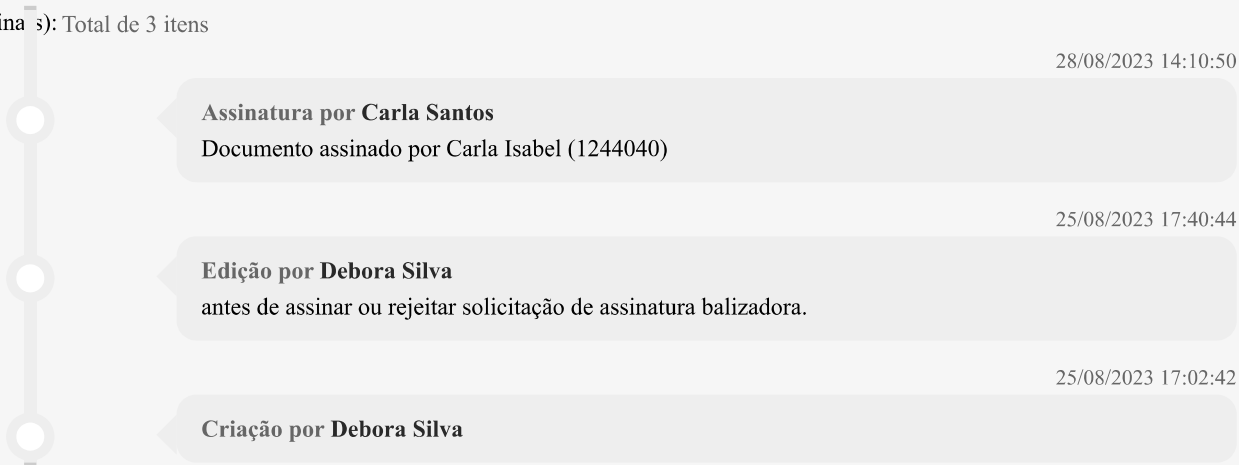 s): Total de 3 itens
28/08/2023 14:10:50
Assinatura por Carla Santos
Documento assinado por Carla Isabel (1244040)
25/08/2023 17:40:44
Edição por Debora Silva
antes de assinar ou rejeitar solicitação de assinatura balizadora.
25/08/2023 17:02:42
Criação por Debora Silva